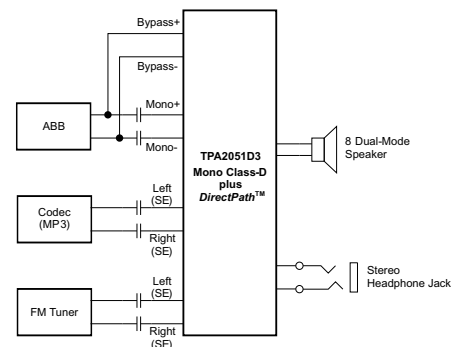 Bypass+
Bypass-
Mono+
ABB
Mono-
TPA2051D3
Mono Class-D
plus
DirectPath™
8 Dual-Mode
Speaker
Left
(SE)
Codec
(MP3)
Right
(SE)
Stereo
Headphone Jack
Left
(SE)
FM Tuner
Right
(SE)